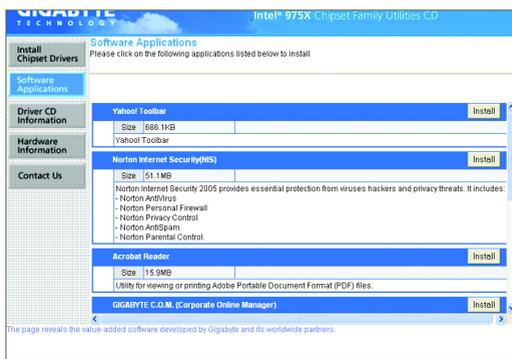 GIGABYTE
TECHNOLOGY
Intel® 975X Chipset Family Utilities CD
Install
Chipset Drivers
Software
Applications
Driver CD
Information
Hardware
Information
Contact Us
Software Applications
Please click on the following applications listed below to install
Yahoo! Toolbar Install
Size 686.1KB
Yahoo! Toolbar
Norton Internet Security(NIS) Install
Size 51.1MB
Norton Internet Security 2005 provides essential protection from viruses hackers and privacy threats. It includes:
- Norton AntiVirus
- Norton Personal Firewall
- Norton Privacy Control
- Norton AntiSpam
- Norton Parental Control.
Acrobat Reader Install
Size 15.9MB
Utility for viewing or printing Adobe Portable Document Format (PDF) files.
GIGABYTE C.O.M. (Corporate Online Manager) Install
The page reveals the value-added software developed by Gigabyte and its worldwide partners.